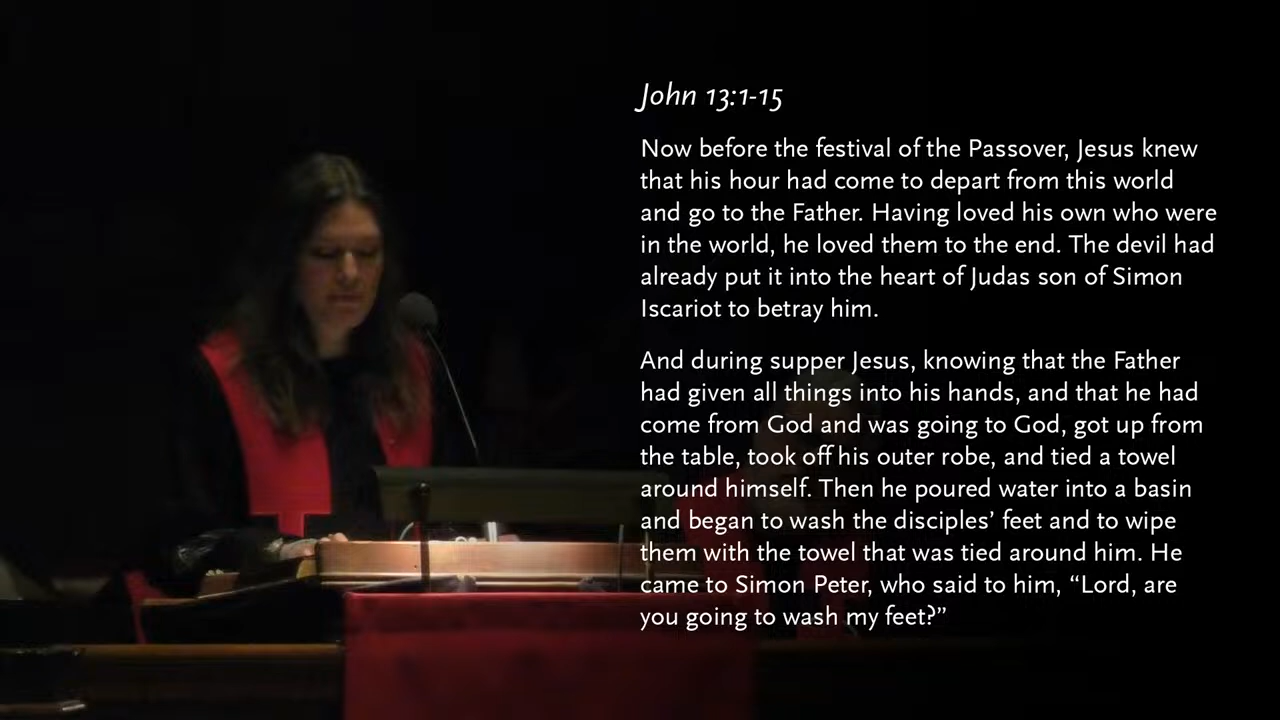 John 13:1-15
Now before the festival of the Passover, Jesus knew
that his hour had come to depart from this world
and go to the Father. Having loved his own who were
in the world, he loved them to the end. The devil had
already put it into the heart of Judas son of Simon
Iscariot to betray him.
And during supper Jesus, knowing that the Father
had given all things into his hands, and that he had
come from God and was going to God, got up from
the table, took off his outer robe, and tied a towel
around himself. Then he poured water into a basin
and began to wash the disciples’ feet and to wipe
them with the towel that was tied around him. He
came to Simon Peter, who said to him, “Lord, are
you going to wash my feet?”